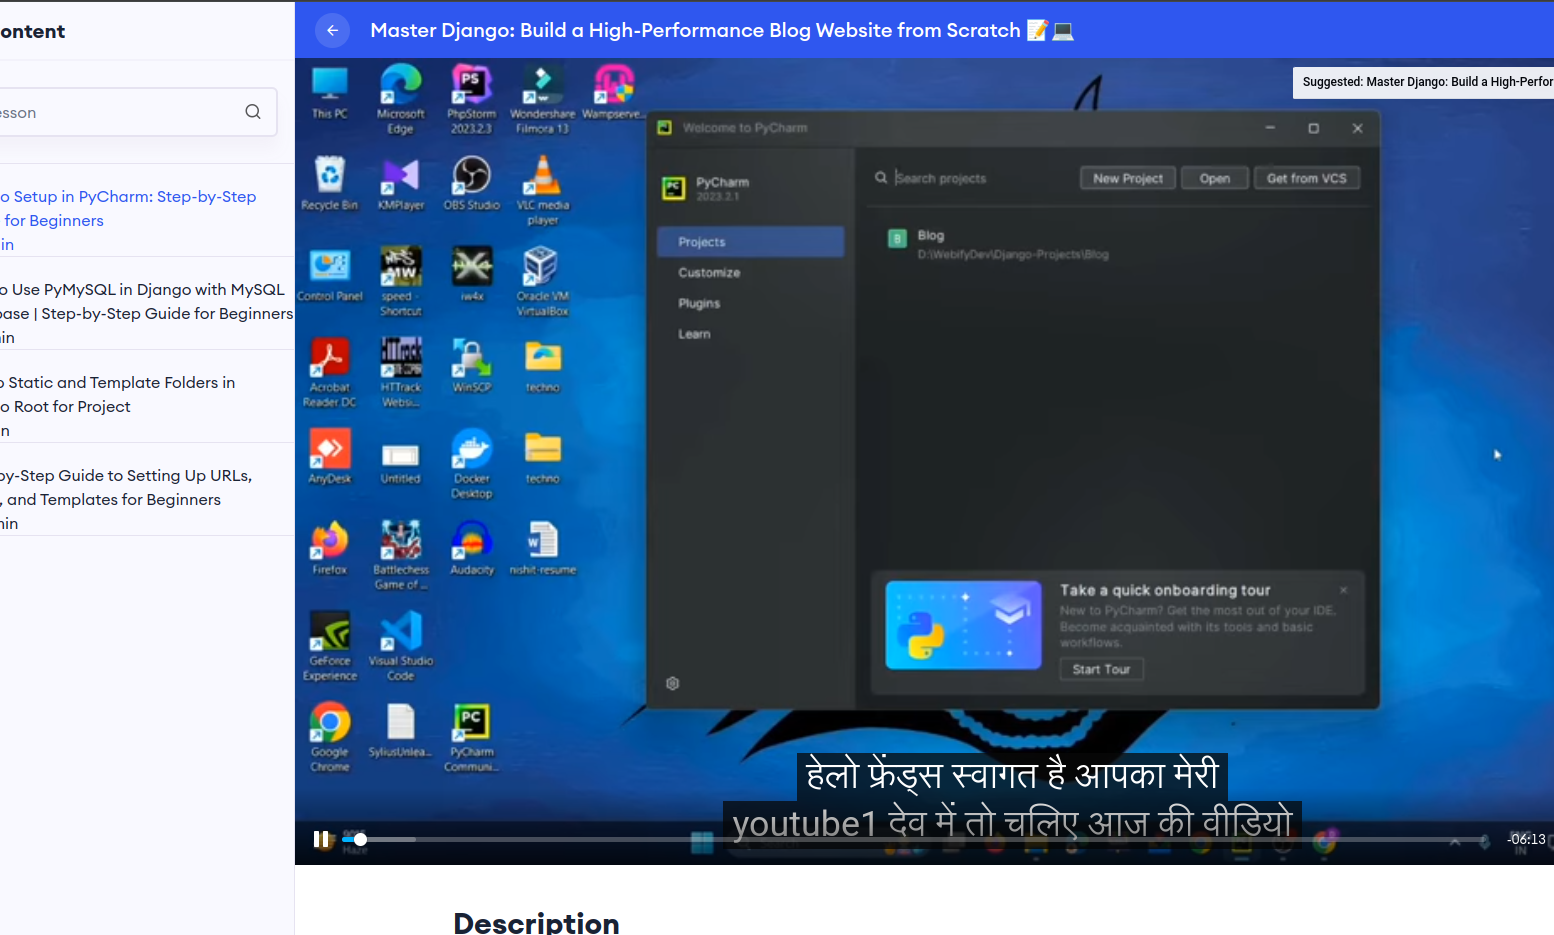 ontent
Master Django: Build a High-Performance Blog Website from Scratch 📝💻
esson
o Setup in PyCharm: Step-by-Step
for Beginners
in
o Use PyMySQL in Django with MySQL
base | Step-by-Step Guide for Beginners
in
o Static and Template Folders in
o Root for Project
n
by-Step Guide to Setting Up URLs,
, and Templates for Beginners
min
Suggested: Master Django: Build a High-Perfor
This PC
Microsoft
Edge
PhpStorm
2023.2.3
Wondershare
Filmora 13
Wampserve...
Recycle Bin
KMPlayer
OBS Studio
VLC media
player
Control Panel
speed -
Shortcut
iw4x
Oracle VM
VirtualBox
Acrobat
Reader DC
HTTrack
Websi...
WinSCP
techno
AnyDesk
Untitled
Docker
Desktop
techno
Firefox
Battlechess
Game of ...
Audacity
nishit-resume
GeForce
Experience
Visual Studio
Code
Google
Chrome
SyliusUnlea...
PyCharm
Communi...
Welcome to PyCharm
PyCharm
2023.2.1
Search projects
New Project
Open
Get from VCS
Projects
Customize
Plugins
Learn
Blog
D:\WebifyDev\Django-Projects\Blog
Take a quick onboarding tour
New to PyCharm? Get the most out of your IDE.
Become acquainted with its tools and basic
workflows.
Start Tour
हेलो फ्रेंड्स स्वागत है आपका मेरी
youtube1 देव में तो चलिए आज की वीडियो
Haze
Search
IN
-06:13
Description